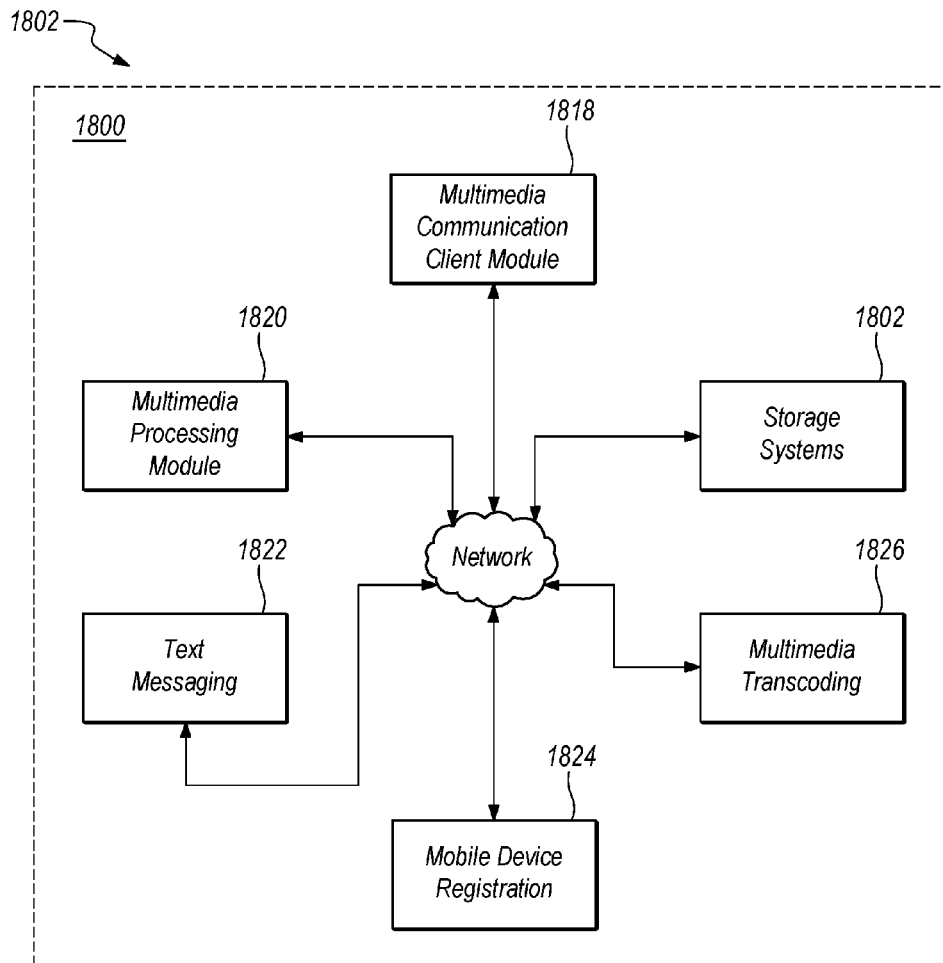 1802
1800
1818
Multimedia
Communication
Client Module
1820
Multimedia
Processing
Module
1802
Storage
Systems
Network
1822
Text
Messaging
1826
Multimedia
Transcoding
1824
Mobile Device
Registration